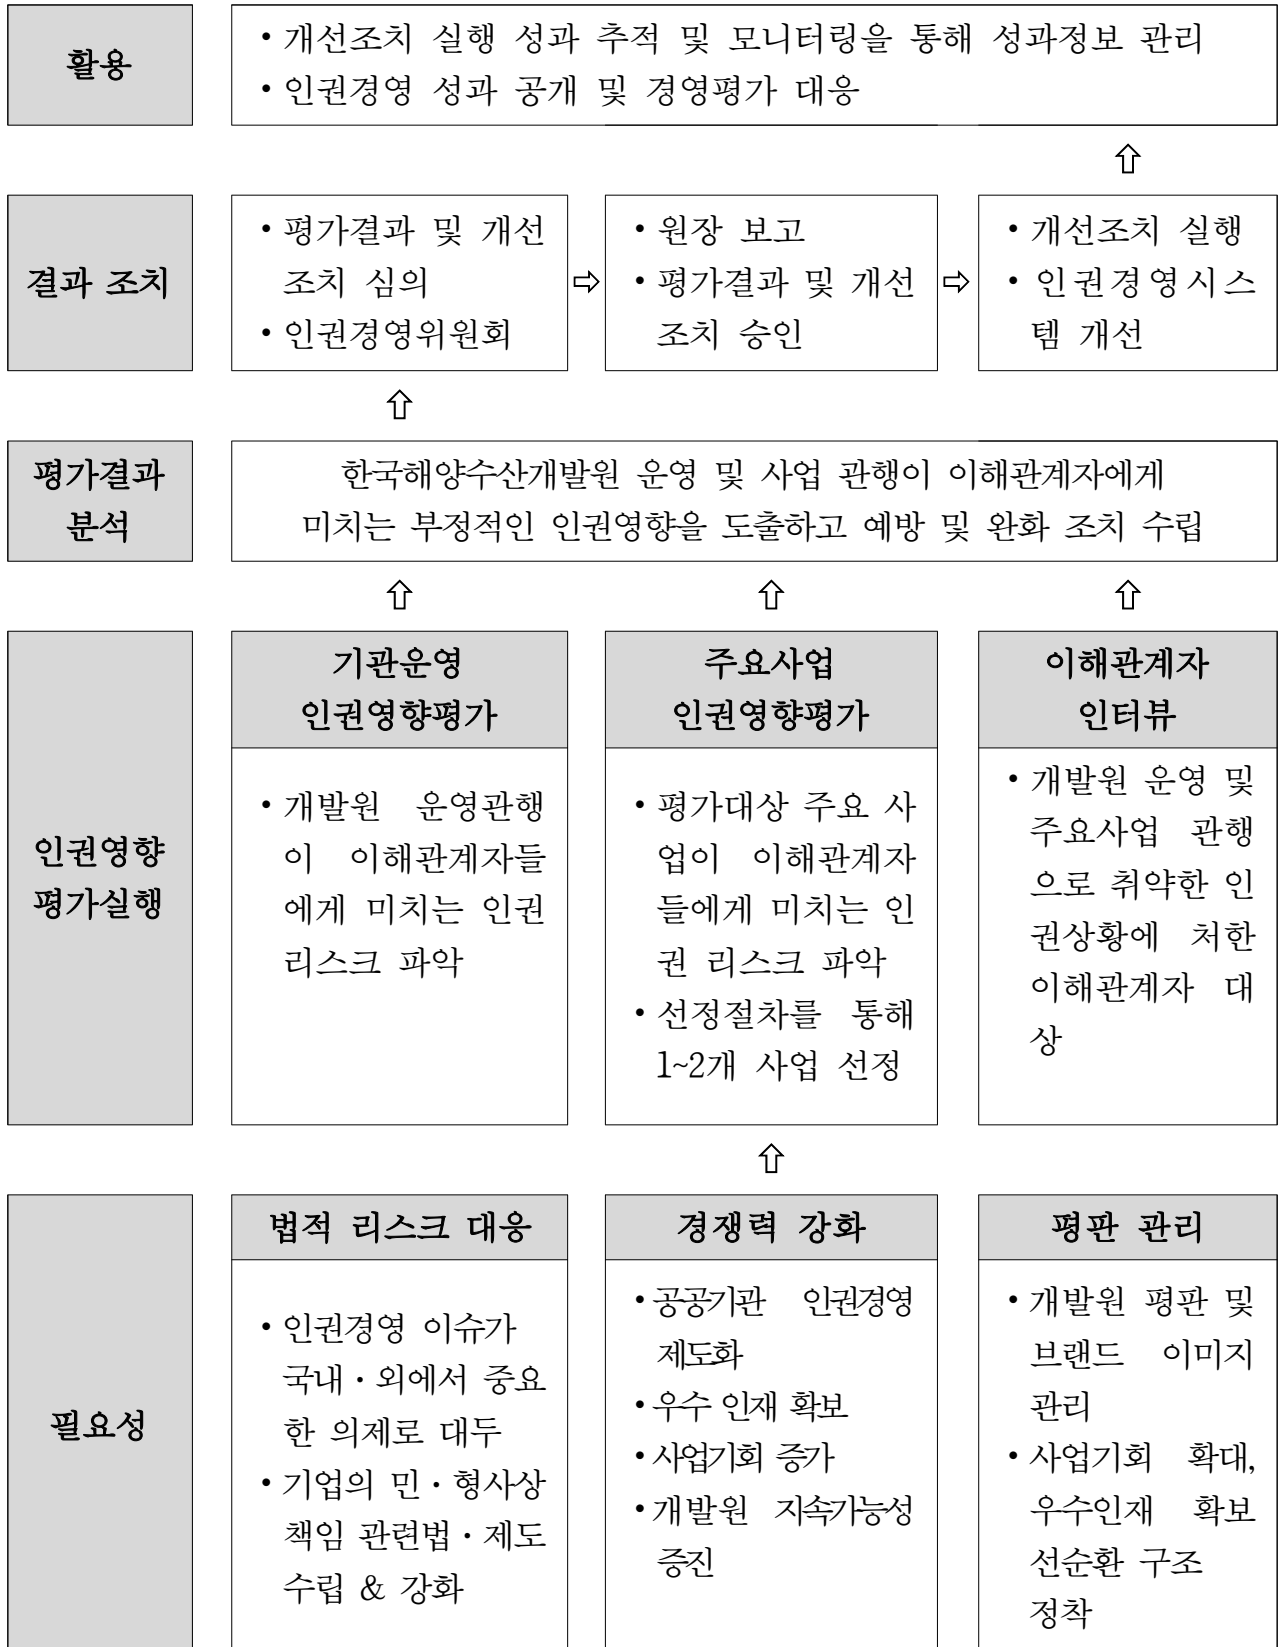 활용
• 개선조치 실행 성과 추적 및 모니터링을 통해 성과정보 관리
• 인권경영 성과 공개 및 경영평가 대응
⇧
결과 조치
• 평가결과 및 개선
조치 심의
• 인권경영위원회
⇨
• 원장 보고
• 평가결과 및 개선
조치 승인
⇨
• 개선조치 실행
• 인권경영시스
템 개선
⇧
평가결과
분석
한국해양수산개발원 운영 및 사업 관행이 이해관계자에게
미치는 부정적인 인권영향을 도출하고 예방 및 완화 조치 수립
⇧ ⇧ ⇧
인권영향
평가실행
기관운영
인권영향평가
• 개발원 운영관행
이 이해관계자들
에게 미치는 인권
리스크 파악
주요사업
인권영향평가
• 평가대상 주요 사
업이 이해관계자
들에게 미치는 인
권 리스크 파악
• 선정절차를 통해
1~2개 사업 선정
이해관계자
인터뷰
• 개발원 운영 및
주요사업 관행
으로 취약한 인
권상황에 처한
이해관계자 대
상
⇧
필요성
법적 리스크 대응
• 인권경영 이슈가
국내・외에서 중요
한 의제로 대두
• 기업의 민・형사상
책임 관련법・제도
수립 & 강화
경쟁력 강화
• 공공기관 인권경영
제도화
• 우수 인재 확보
• 사업기회 증가
• 개발원 지속가능성
증진
평판 관리
• 개발원 평판 및
브랜드 이미지
관리
• 사업기회 확대,
우수인재 확보
선순환 구조
정착